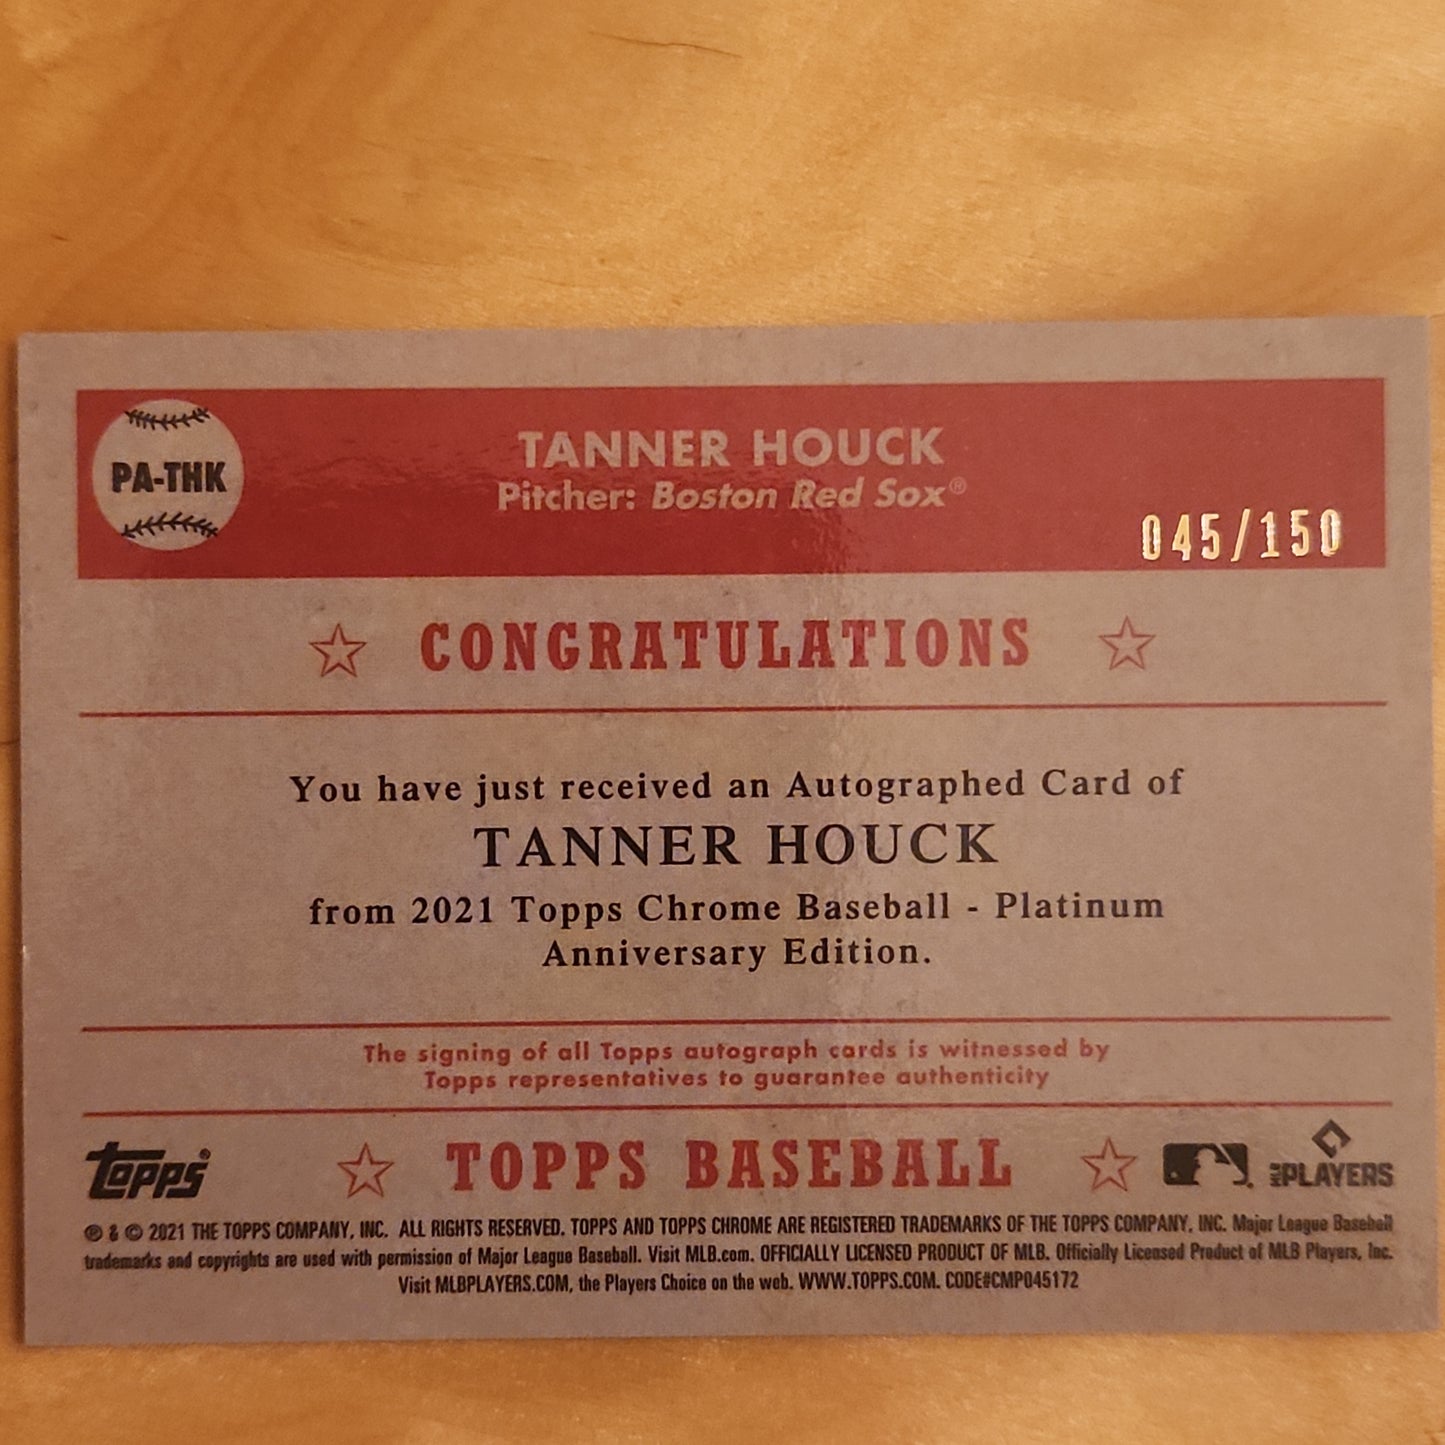 PA-THK
TANNER HOUCK
Pitcher: Boston Red Sox®
045/150
CONGRATULATIONS
You have just received an Autographed Card of
TANNER HOUCK
from 2021 Topps Chrome Baseball - Platinum
Anniversary Edition.
The signing of all Topps autograph cards is witnessed by
Topps representatives to guarantee authenticity
topps
TOPPS BASEBALL
MLB PLAYERS
℗ & © 2021 THE TOPPS COMPANY, INC. ALL RIGHTS RESERVED. TOPPS AND TOPPS CHROME ARE REGISTERED TRADEMARKS OF THE TOPPS COMPANY, INC. Major League Baseball
trademarks and copyrights are used with permission of Major League Baseball. Visit MLB.com. OFFICIALLY LICENSED PRODUCT OF MLB. Officially Licensed Product of MLB Players, Inc.
Visit MLBPLAYERS.COM, the Players Choice on the web. WWW.TOPPS.COM. CODE#CMP045172